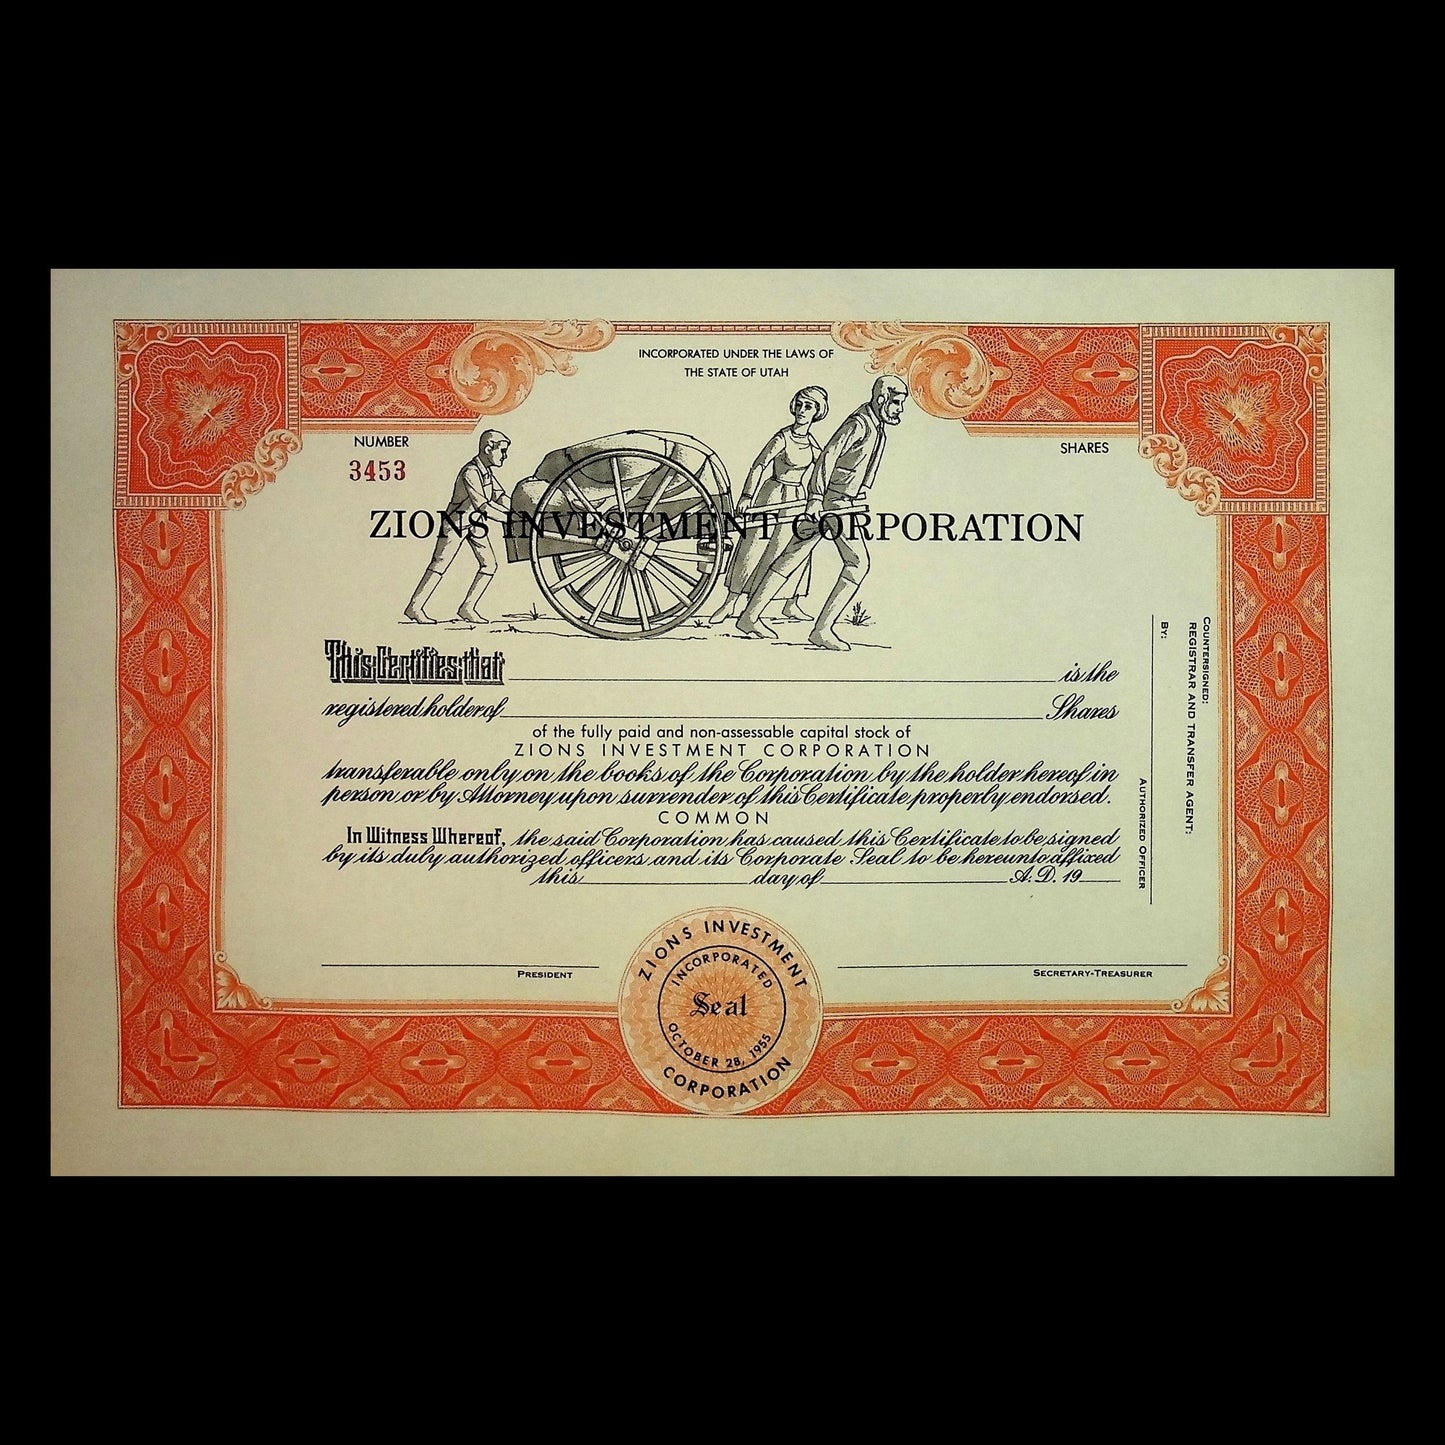 INCORPORATED UNDER THE LAWS OF
THE STATE OF UTAH
NUMBER
3453
SHARES
ZIONS INVESTMENT CORPORATION
This Certifies that is the
registered holder of Shares
of the fully paid and non-assessable capital stock of
ZIONS INVESTMENT CORPORATION
transferable only on the books of the Corporation by the holder hereof in
person or by Attorney upon surrender of this Certificate properly endorsed.
COMMON
In Witness Whereof, the said Corporation has caused this Certificate to be signed
by its duly authorized officers and its Corporate Seal to be hereunto affixed
this day of A.D. 19
COUNTERSIGNED:
REGISTRAR AND TRANSFER AGENT:
BY:
AUTHORIZED OFFICER
PRESIDENT
SECRETARY-TREASURER
ZIONS INVESTMENT
INCORPORATED
Seal
OCTOBER 28, 1955
CORPORATION